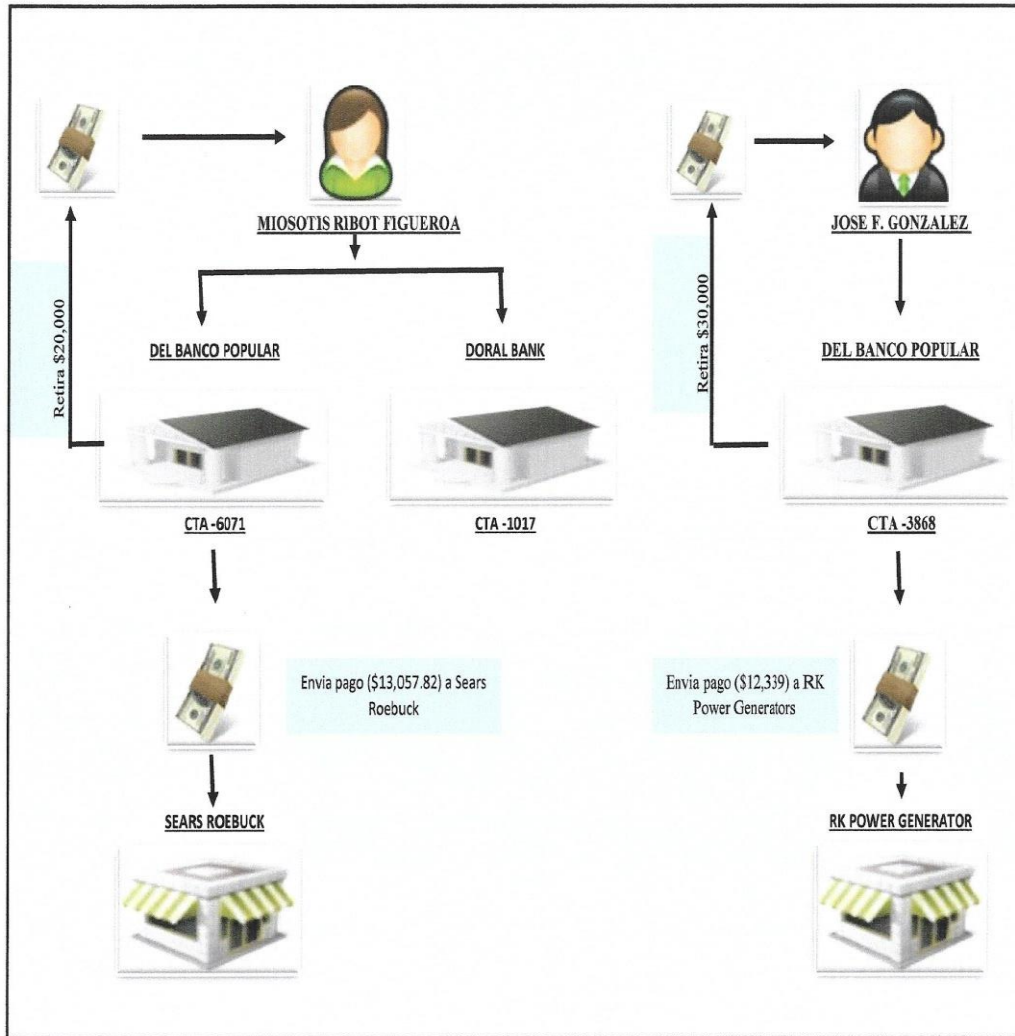 MIOSOTIS RIBOT FIGUEROA
JOSE F. GONZALEZ
Retira $20,000
Retira $30,000
DEL BANCO POPULAR
DORAL BANK
DEL BANCO POPULAR
CTA -6071
CTA -1017
CTA -3868
Envia pago ($13,057.82) a Sears
Roebuck
Envia pago ($12,339) a RK
Power Generators
SEARS ROEBUCK
RK POWER GENERATOR